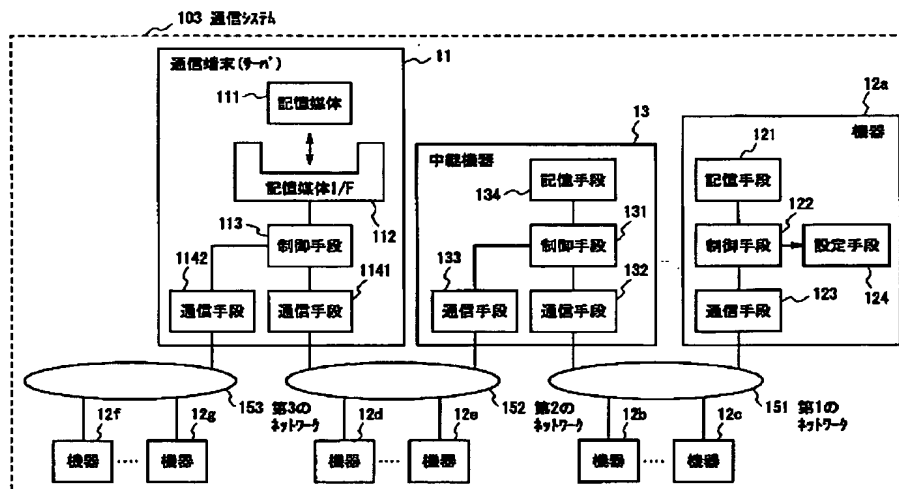 103 通信システム
通信端末(サーバ)
11
111
記憶媒体
記憶媒体I/F
112
113
制御手段
1142
1141
通信手段
通信手段
13
中継機器
記憶手段
134
131
制御手段
133
132
通信手段
通信手段
12a
機器
121
記憶手段
122
制御手段
設定手段
124
123
通信手段
153 第3の
ネットワーク
152 第2の
ネットワーク
151 第1の
ネットワーク
12f
12g
12d
12e
12b
12c
機器
機器
機器
機器
機器
機器